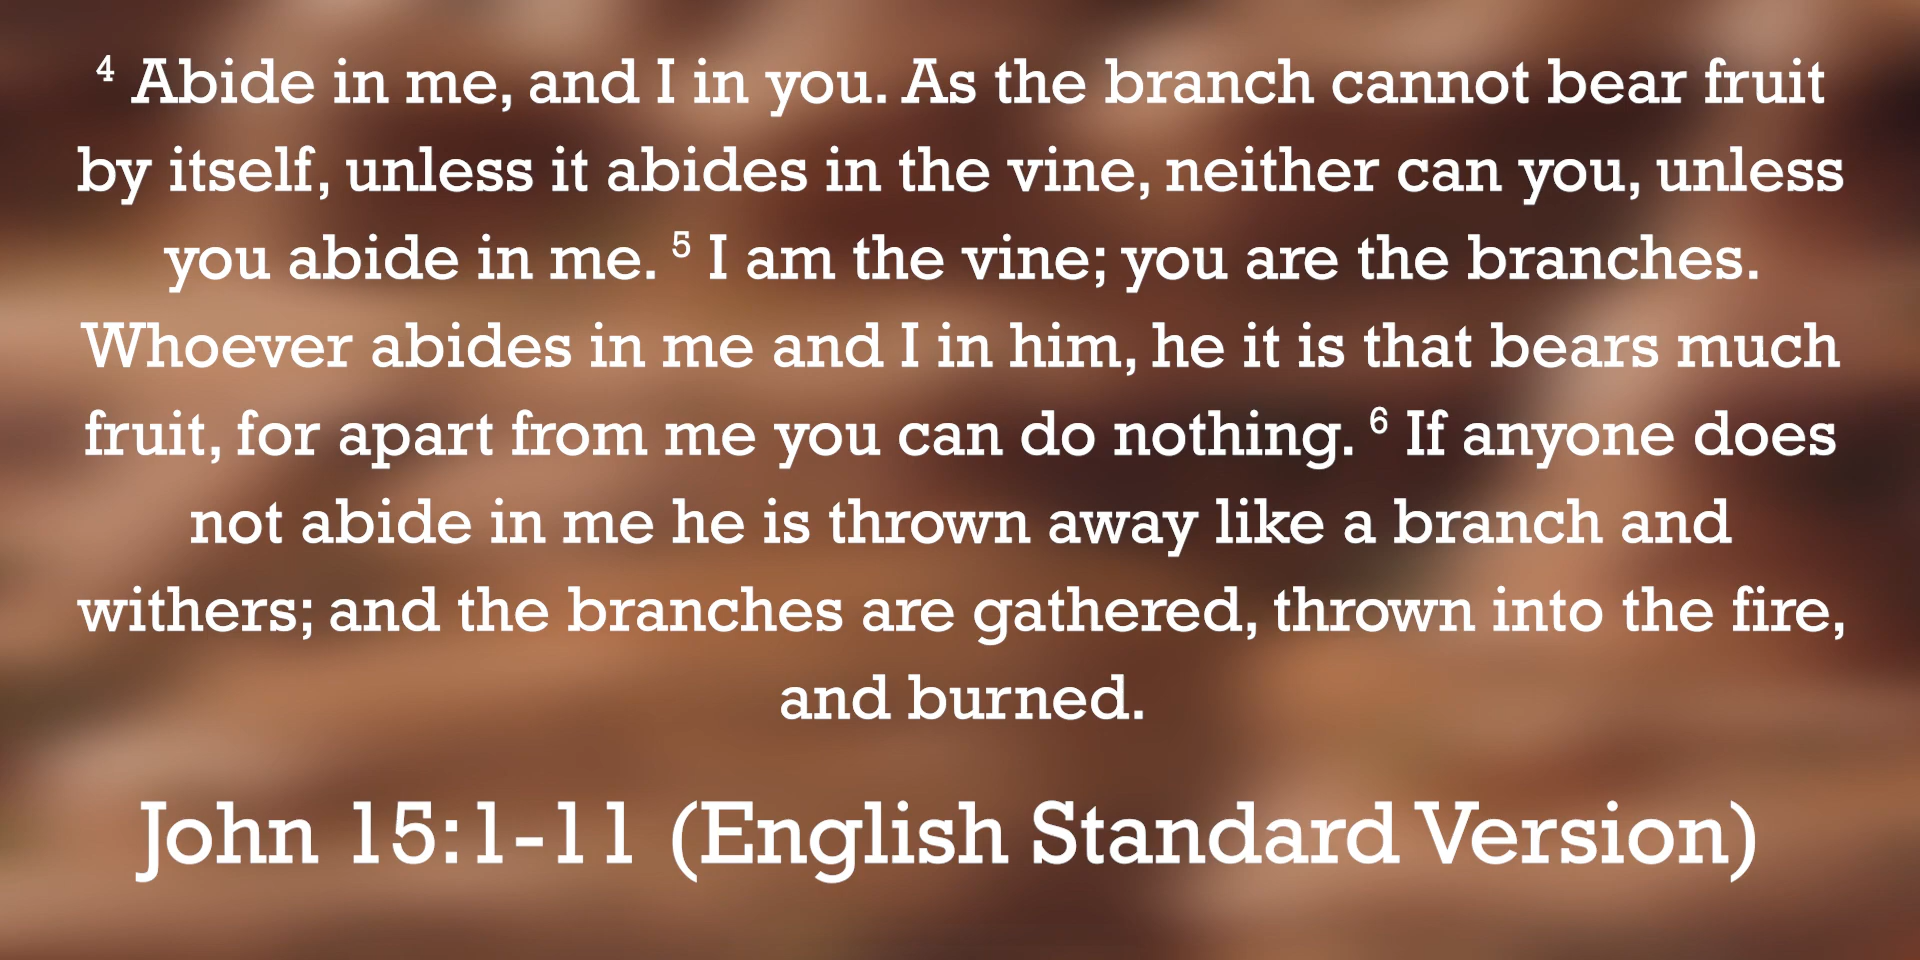 4 Abide in me, and I in you. As the branch cannot bear fruit
by itself, unless it abides in the vine, neither can you, unless
you abide in me. 5 I am the vine; you are the branches.
Whoever abides in me and I in him, he it is that bears much
fruit, for apart from me you can do nothing. 6 If anyone does
not abide in me he is thrown away like a branch and
withers; and the branches are gathered, thrown into the fire,
and burned.
John 15:1-11 (English Standard Version)